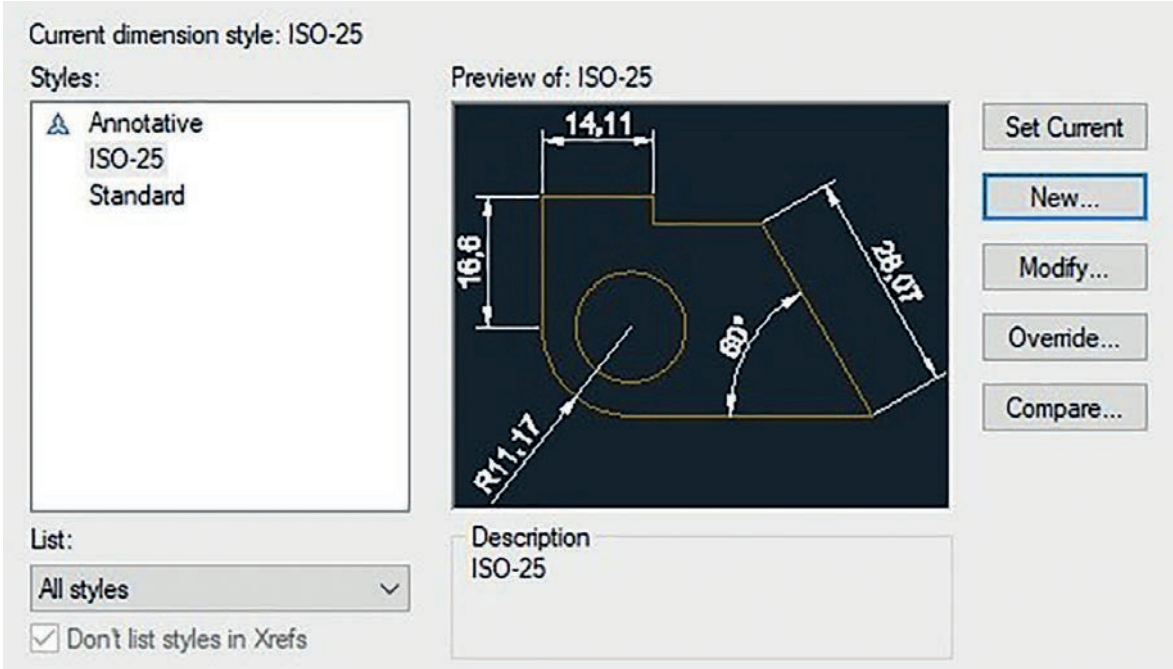 Current dimension style: ISO-25
Styles:
Annotative
ISO-25
Standard
List:
All styles
Don't list styles in Xrefs
Preview of: ISO-25
14,11
16,6
28,07
60°
R11,17
Description
ISO-25
Set Current
New...
Modify...
Override...
Compare...